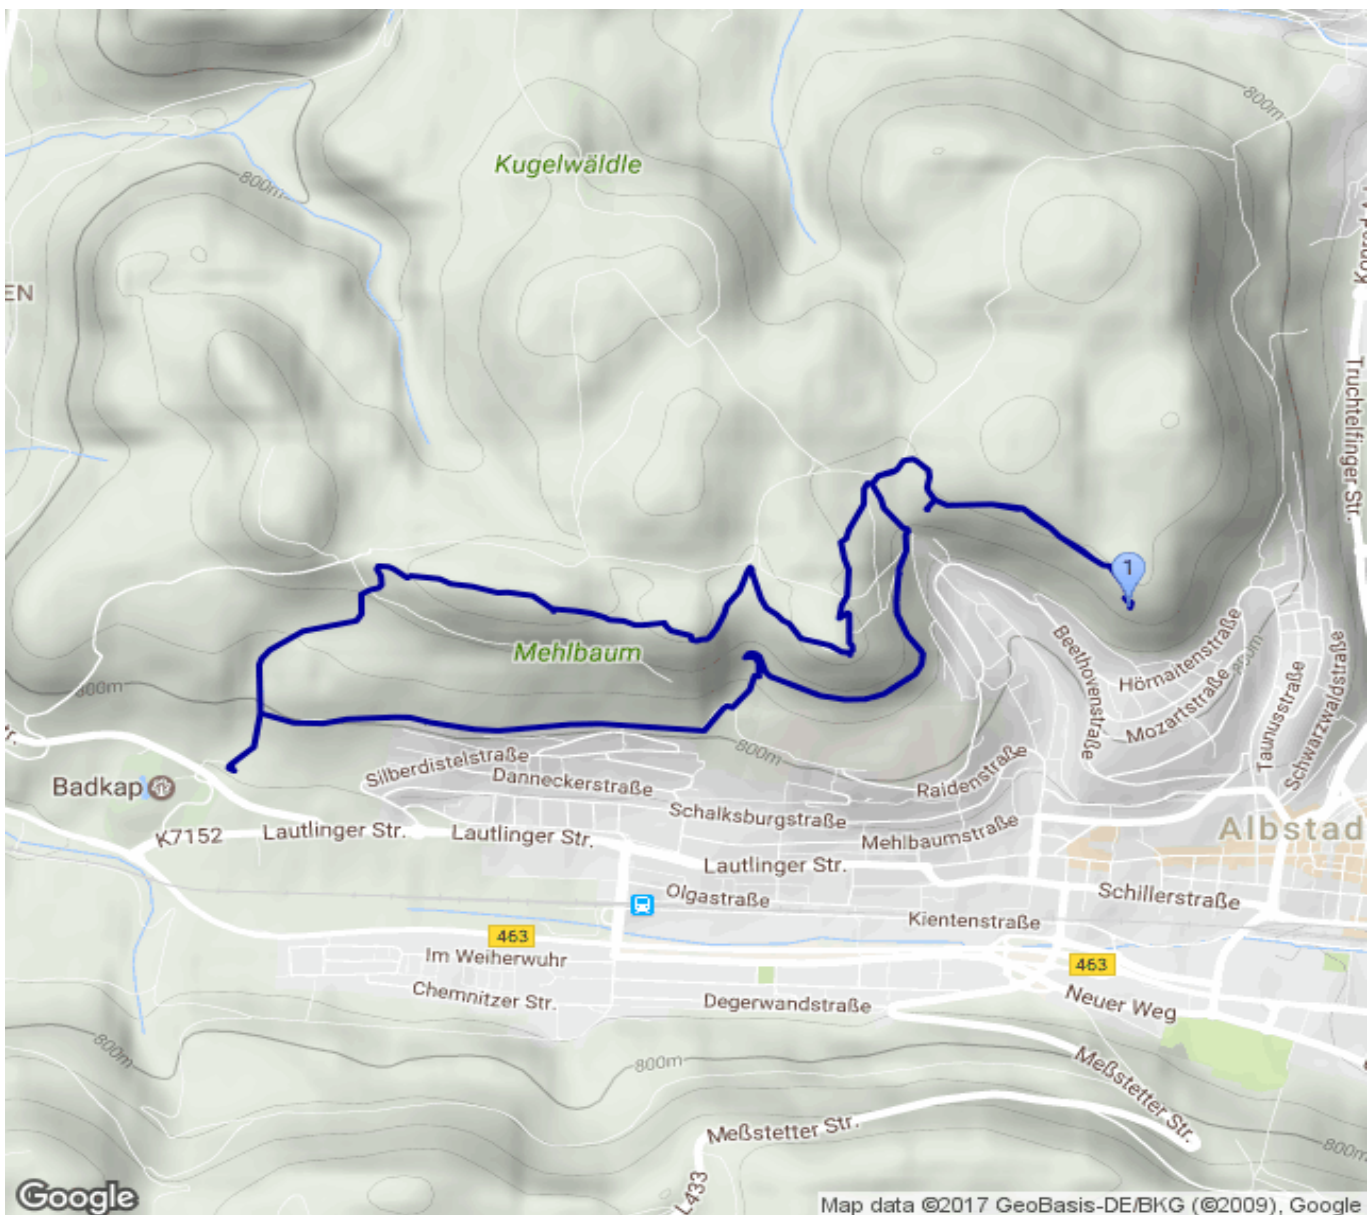 800m
Kugelwäldle
800m
EN
Truchtelfinger Str.
1
Mehlbaum
800m
Beethovenstraße
Hörnaitenstraße
800m
Mozartstraße
Taunusstraße
Schwarzwaldstraße
tr.
800m
Silberdistelstraße
Danneckerstraße
Raidenstraße
Badkap
Schalksburgstraße
Mehlbaumstraße
Albstad
K7152
Lautlinger Str.
Lautlinger Str.
Lautlinger Str.
Olgastraße
Schillerstraße
Kientenstraße
463
Im Weiherwuhr
463
Chemnitzer Str.
Degerwandstraße
Neuer Weg
800m
800m
Meßstetter Str.
Meßstetter Str.
800m
L433
Google
Map data ©2017 GeoBasis-DE/BKG (©2009), Google